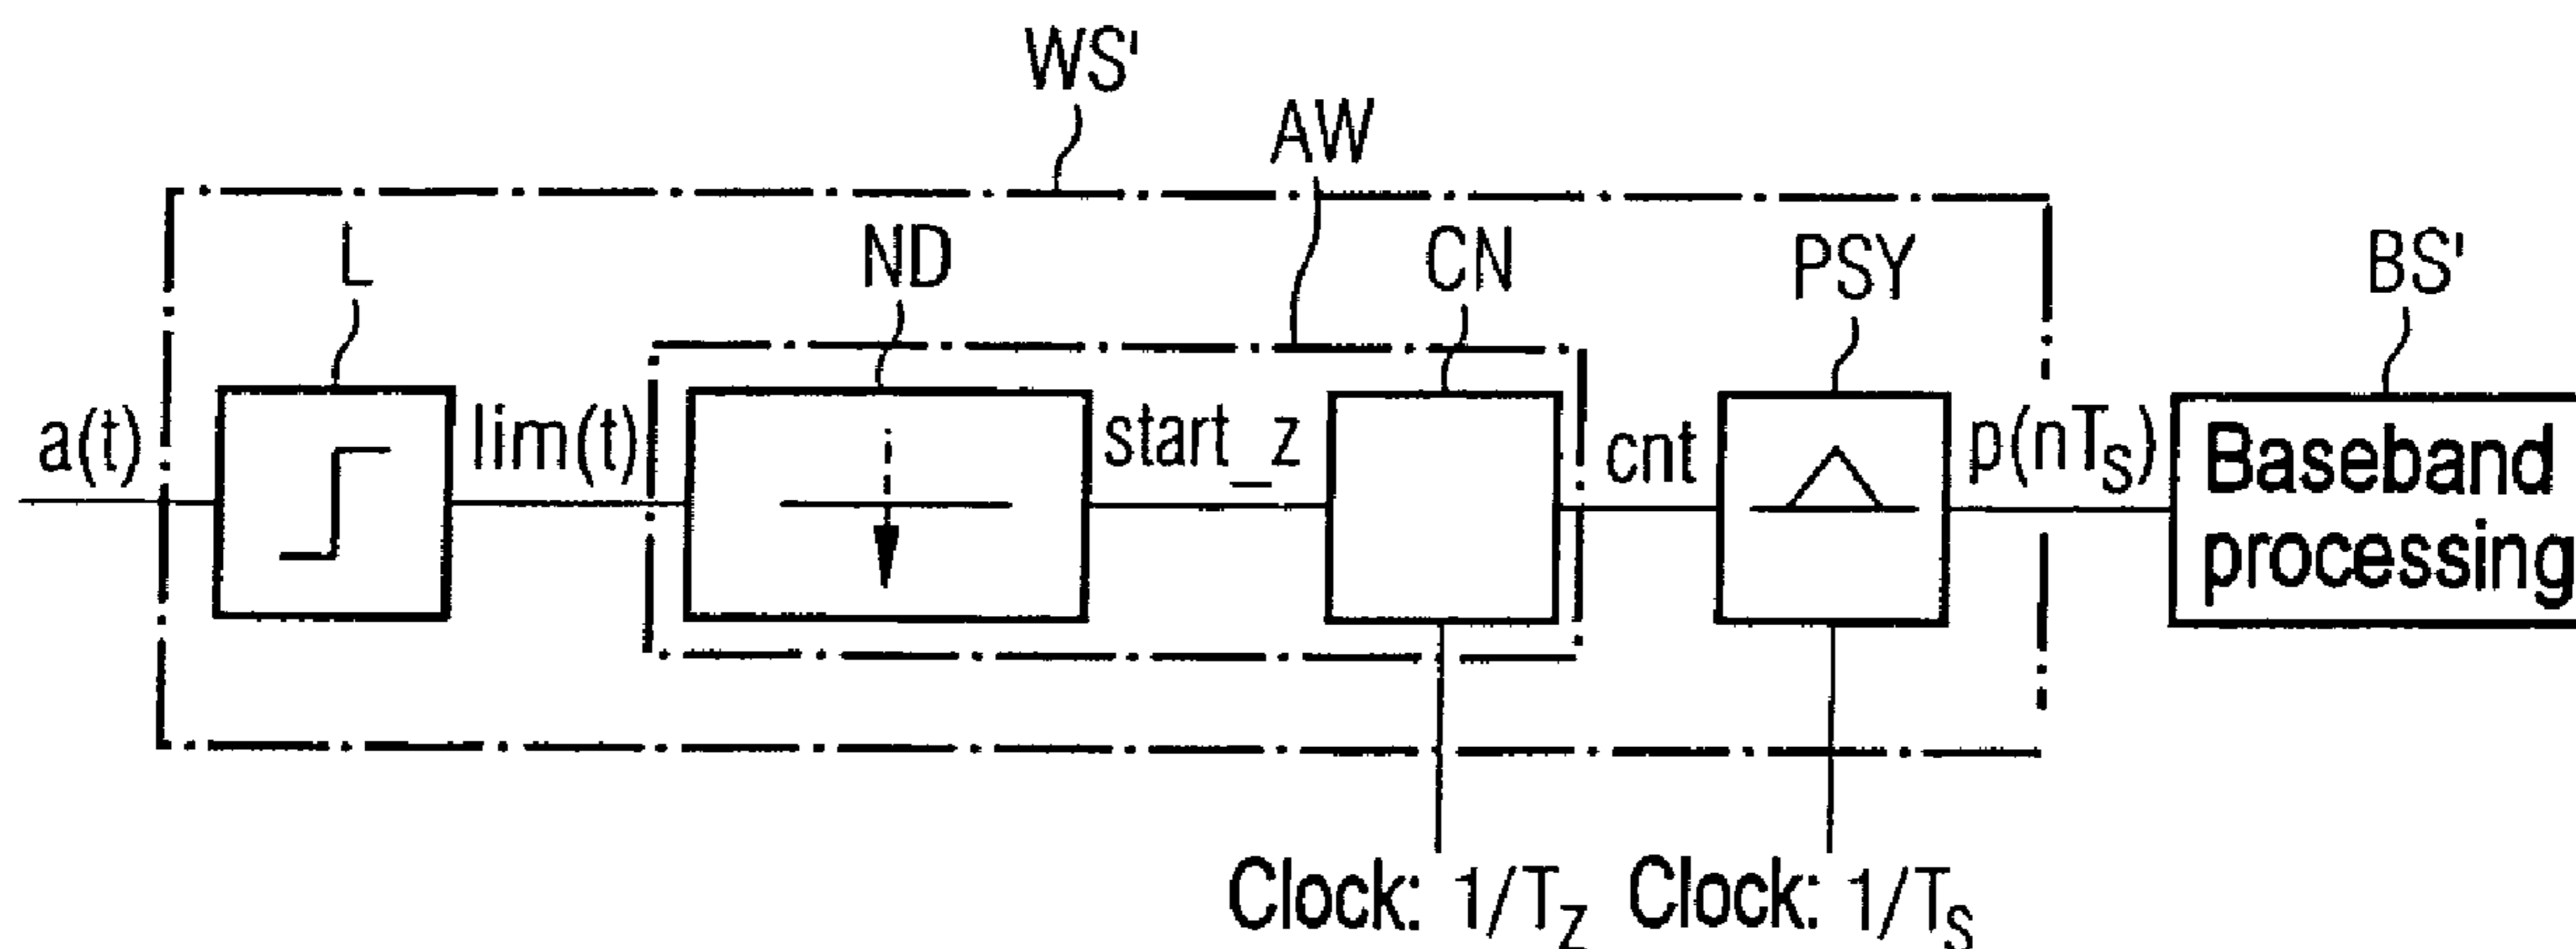 WS'
AW
L
ND
CN
PSY
BS'
a(t)
lim(t)
start_z
cnt
p(nTS)
Baseband
processing
Clock: 1/TZ
Clock: 1/TS